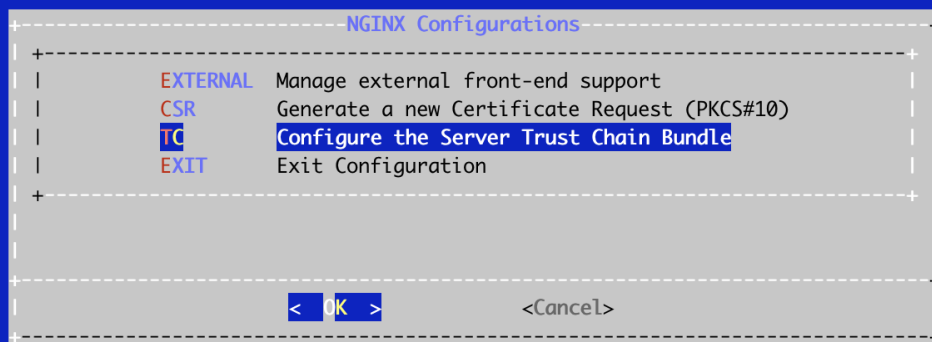 NGINX Configurations
EXTERNAL Manage external front-end support
CSR Generate a new Certificate Request (PKCS#10)
TC Configure the Server Trust Chain Bundle
EXIT Exit Configuration
< OK > <Cancel>